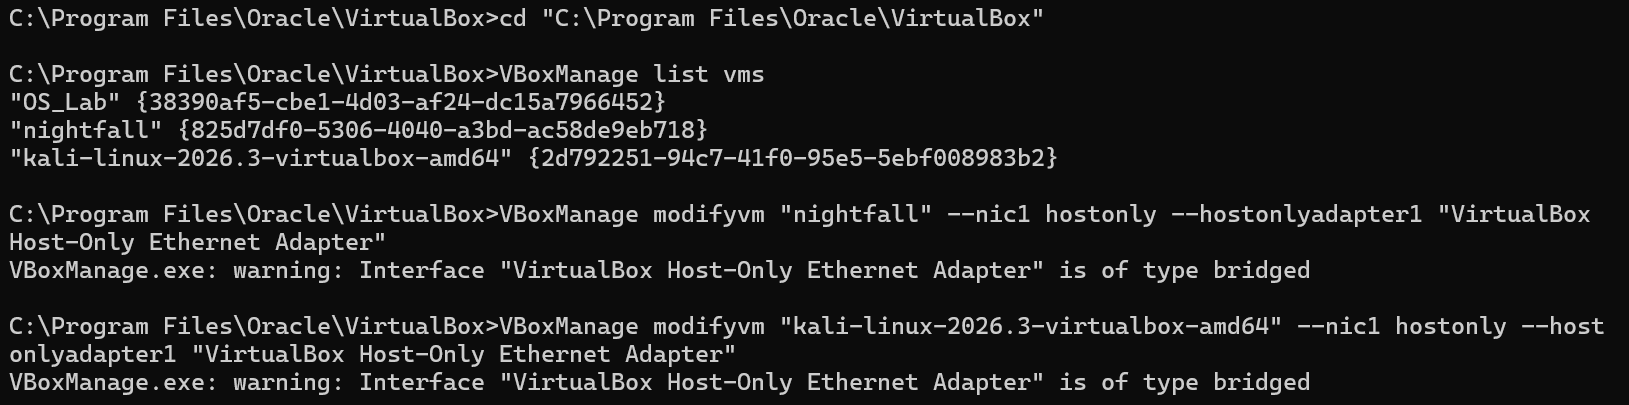 C:\Program Files\Oracle\VirtualBox>cd "C:\Program Files\Oracle\VirtualBox"
C:\Program Files\Oracle\VirtualBox>VBoxManage list vms
"OS_Lab" {38390af5-cbe1-4d03-af24-dc15a7966452}
"nightfall" {825d7df0-5306-4040-a3bd-ac58de9eb718}
"kali-linux-2026.3-virtualbox-amd64" {2d792251-94c7-41f0-95e5-5ebf008983b2}
C:\Program Files\Oracle\VirtualBox>VBoxManage modifyvm "nightfall" --nic1 hostonly --hostonlyadapter1 "VirtualBox
Host-Only Ethernet Adapter"
VBoxManage.exe: warning: Interface "VirtualBox Host-Only Ethernet Adapter" is of type bridged
C:\Program Files\Oracle\VirtualBox>VBoxManage modifyvm "kali-linux-2026.3-virtualbox-amd64" --nic1 hostonly --host
onlyadapter1 "VirtualBox Host-Only Ethernet Adapter"
VBoxManage.exe: warning: Interface "VirtualBox Host-Only Ethernet Adapter" is of type bridged